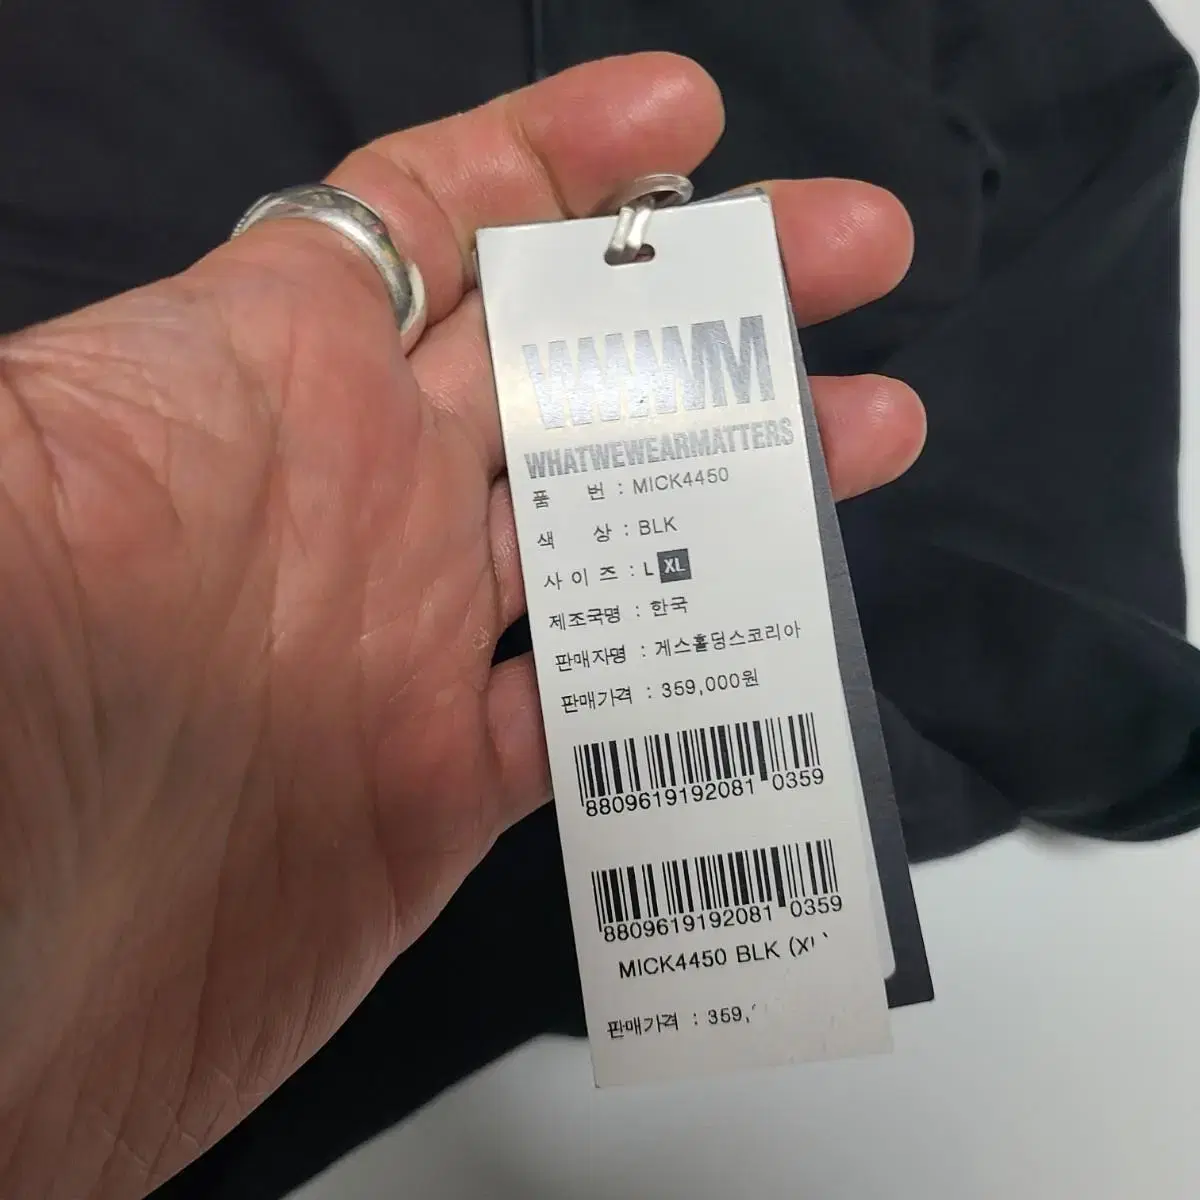 WWWM
WHATWEWEARMATTERS
품 번 : MICK4450
색 상 : BLK
사 이 즈 : L XL
제조국명 : 한국
판매자명 : 게스홀딩스코리아
판매가격 : 359,000원
8809619192081 0359
8809619192081 0359
MICK4450 BLK
판매가격 : 359,